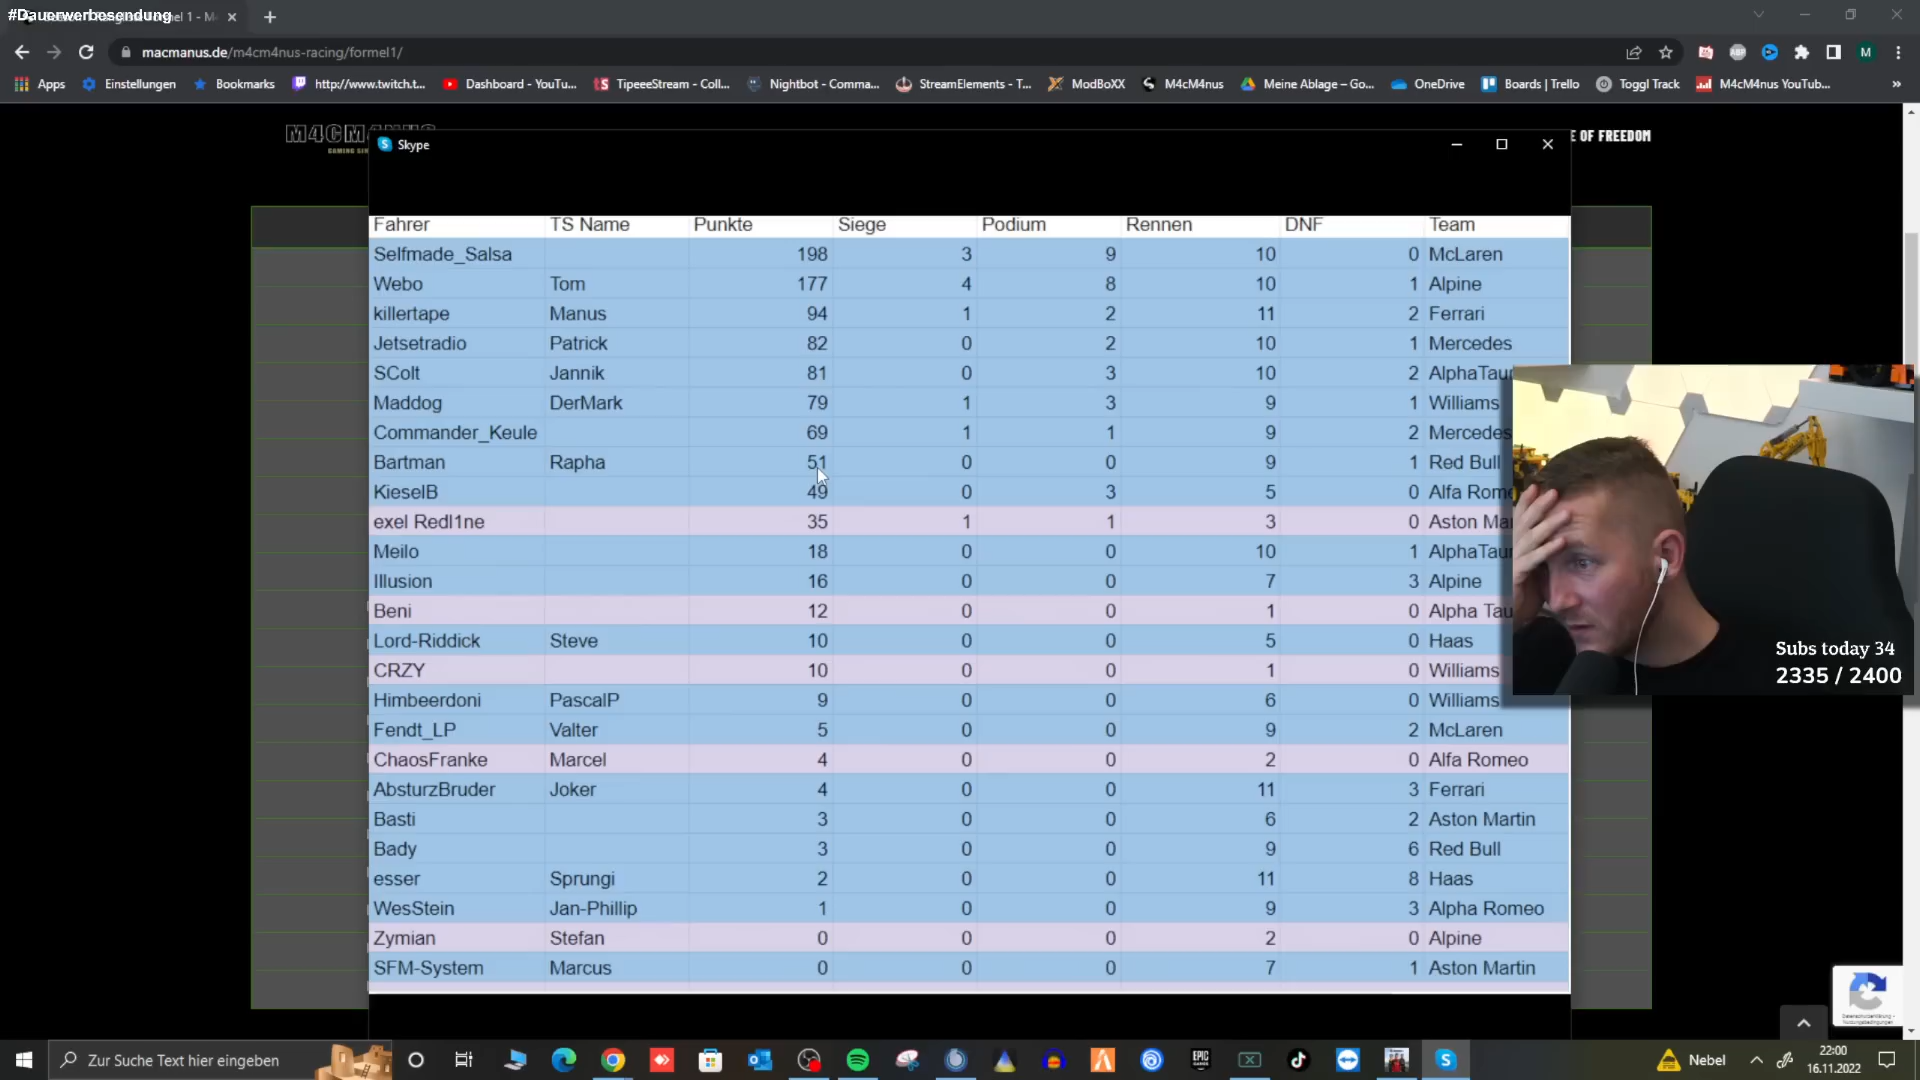 #Dauerwerbesendung
Formel 1 - M4
macmanus.de/m4cm4nus-racing/formel1/
M
Apps Einstellungen Bookmarks http://www.twitch.t... Dashboard - YouTu... TipeeeStream - Coll... Nightbot - Comma... StreamElements - T... ModBoXX M4cM4nus Meine Ablage – Go... OneDrive Boards | Trello Toggl Track M4cM4nus YouTub... »
E OF FREEDOM
Skype
Fahrer TS Name Punkte Siege Podium Rennen DNF Team
Selfmade_Salsa 198 3 9 10 0 McLaren
Webo Tom 177 4 8 10 1 Alpine
killertape Manus 94 1 2 11 2 Ferrari
Jetsetradio Patrick 82 0 2 10 1 Mercedes
SColt Jannik 81 0 3 10 2 AlphaTau
Maddog DerMark 79 1 3 9 1 Williams
Commander_Keule 69 1 1 9 2 Mercedes
Bartman Rapha 51 0 0 9 1 Red Bull
KieselB 49 0 3 5 0 Alfa Rome
exel Redl1ne 35 1 1 3 0 Aston Ma
Meilo 18 0 0 10 1 AlphaTau
Illusion 16 0 0 7 3 Alpine
Beni 12 0 0 1 0 Alpha Tau
Lord-Riddick Steve 10 0 0 5 0 Haas
CRZY 10 0 0 1 0 Williams
Himbeerdoni PascalP 9 0 0 6 0 Williams
Fendt_LP Valter 5 0 0 9 2 McLaren
ChaosFranke Marcel 4 0 0 2 0 Alfa Romeo
AbsturzBruder Joker 4 0 0 11 3 Ferrari
Basti 3 0 0 6 2 Aston Martin
Bady 3 0 0 9 6 Red Bull
esser Sprungi 2 0 0 11 8 Haas
WesStein Jan-Phillip 1 0 0 9 3 Alpha Romeo
Zymian Stefan 0 0 0 2 0 Alpine
SFM-System Marcus 0 0 0 7 1 Aston Martin
Subs today 34
2335 / 2400
Zur Suche Text hier eingeben
Nebel
22:00
16.11.2022